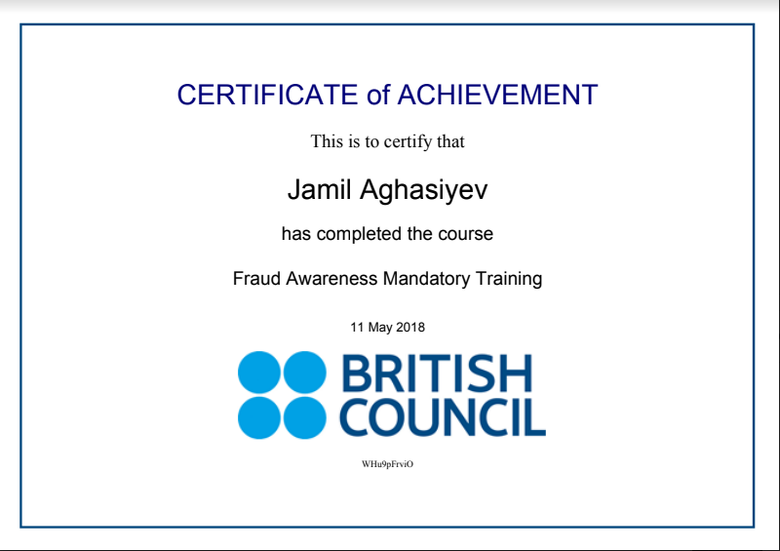 CERTIFICATE of ACHIEVEMENT
This is to certify that
Jamil Aghasiyev
has completed the course
Fraud Awareness Mandatory Training
11 May 2018
BRITISH
COUNCIL
WHu9pFrviO